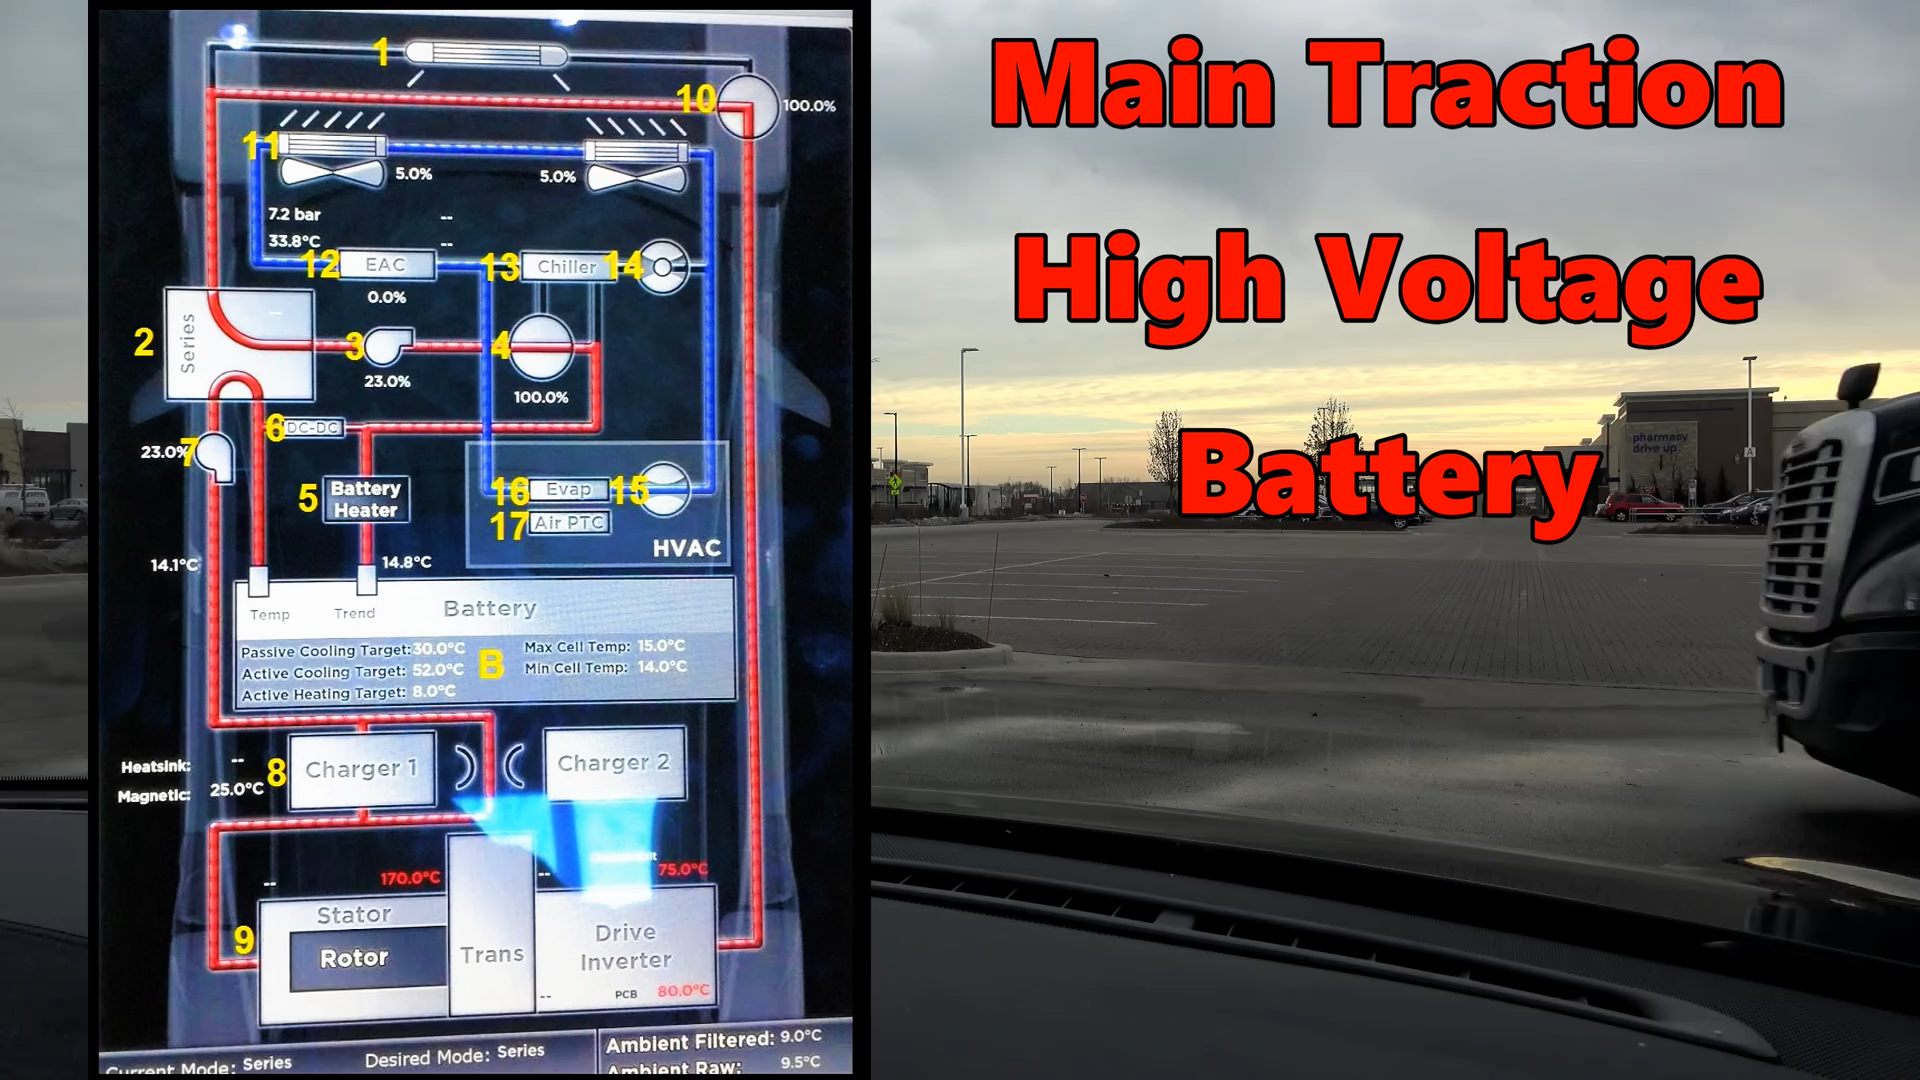 1
10
100.0%
11
5.0%
5.0%
7.2 bar
--
33.8°C
--
12
EAC
13
Chiller
14
0.0%
2
Series
--
3
4
23.0%
100.0%
6
DC-DC
23.0%
7
5
Battery
Heater
16
Evap
15
17
Air PTC
HVAC
14.1°C
14.8°C
Temp
Trend
Battery
Passive Cooling Target: 30.0°C
Active Cooling Target: 52.0°C
Active Heating Target: 8.0°C
B
Max Cell Temp: 15.0°C
Min Cell Temp: 14.0°C
Heatsink: --
Magnetic: 25.0°C
8
Charger 1
Charger 2
--
170.0°C
--
75.0°C
9
Stator
Rotor
Trans
Drive
Inverter
--
PCB 80.0°C
Current Mode: Series
Desired Mode: Series
Ambient Filtered: 9.0°C
Ambient Raw: 9.5°C
Main Traction
High Voltage
Battery
pharmacy
drive up
A